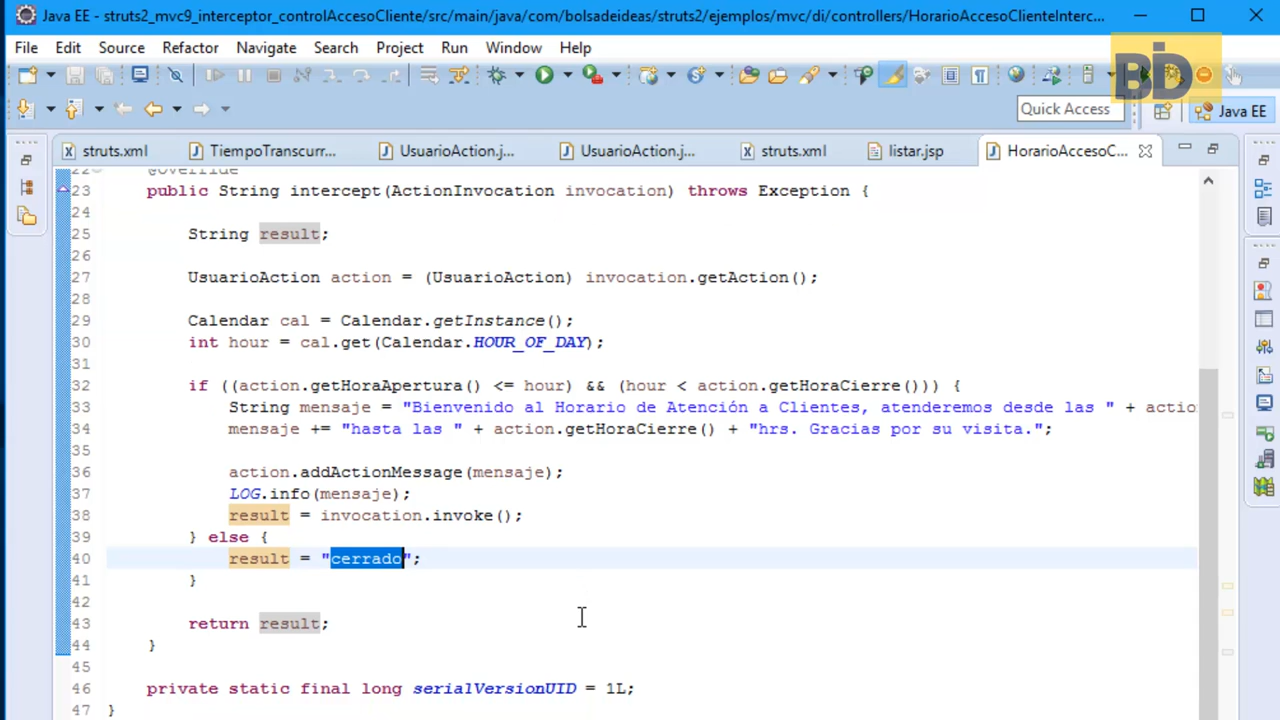 Java EE - struts2_mvc9_interceptor_controlAccesoCliente/src/main/java/com/bolsadeideas/struts2/ejemplos/mvc/di/controllers/HorarioAccesoClienteInterc...
File Edit Source Refactor Navigate Search Project Run Window Help
BID
Quick Access
Java EE
struts.xml TiempoTranscurr... UsuarioAction.j... UsuarioAction.j... struts.xml listar.jsp HorarioAccesoC...
22 @Override
23 public String intercept(ActionInvocation invocation) throws Exception {
24
25 String result;
26
27 UsuarioAction action = (UsuarioAction) invocation.getAction();
28
29 Calendar cal = Calendar.getInstance();
30 int hour = cal.get(Calendar.HOUR_OF_DAY);
31
32 if ((action.getHoraApertura() <= hour) && (hour < action.getHoraCierre())) {
33 String mensaje = "Bienvenido al Horario de Atención a Clientes, atenderemos desde las " + actio
34 mensaje += "hasta las " + action.getHoraCierre() + "hrs. Gracias por su visita.";
35
36 action.addActionMessage(mensaje);
37 LOG.info(mensaje);
38 result = invocation.invoke();
39 } else {
40 result = "cerrado";
41 }
42
43 return result;
44 }
45
46 private static final long serialVersionUID = 1L;
47 }